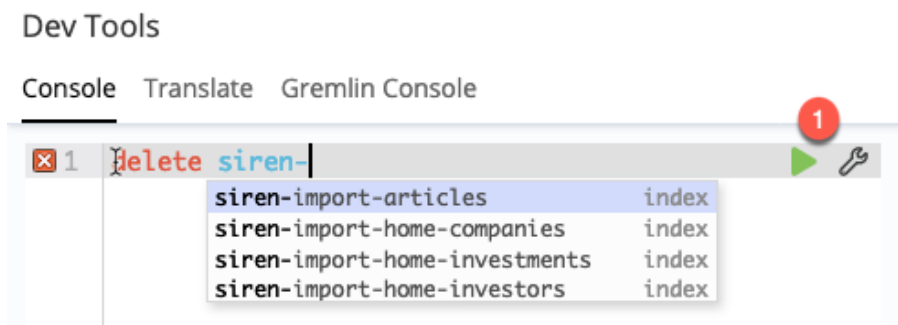 Dev Tools
Console Translate Gremlin Console
1
1 delete siren-
siren-import-articles index
siren-import-home-companies index
siren-import-home-investments index
siren-import-home-investors index